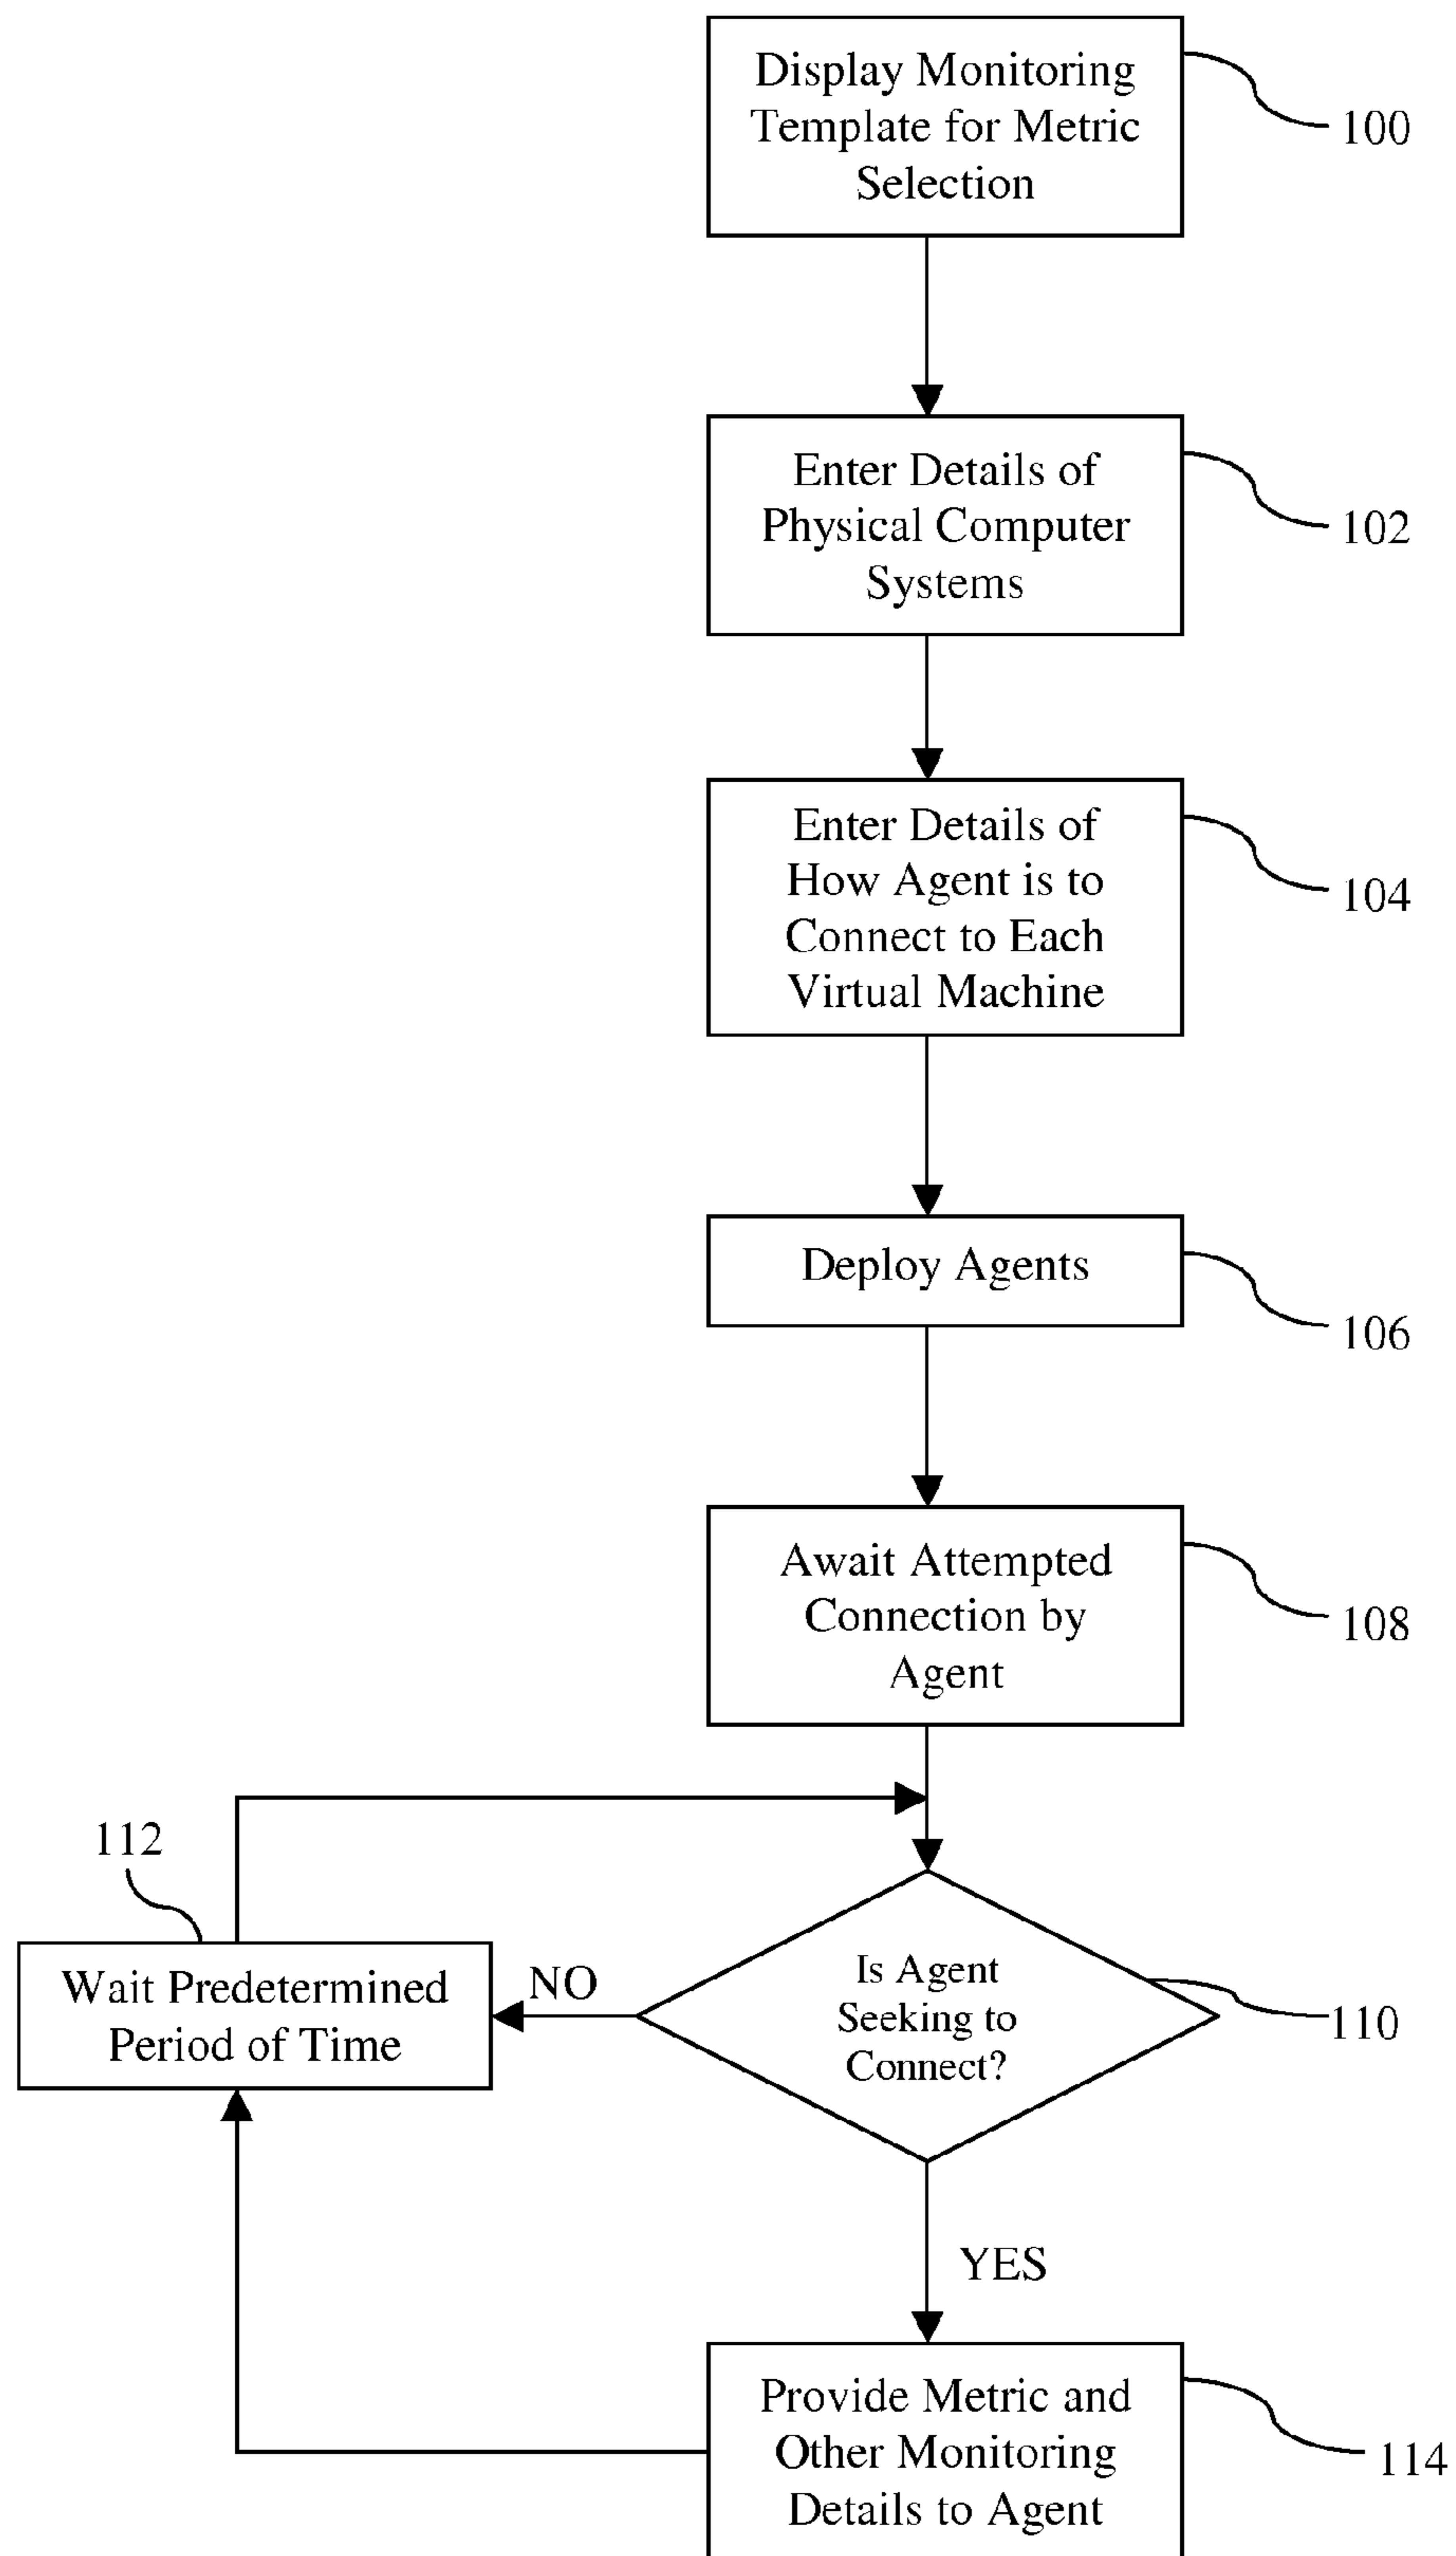 Display Monitoring
Template for Metric
Selection
100
Enter Details of
Physical Computer
Systems
102
Enter Details of
How Agent is to
Connect to Each
Virtual Machine
104
Deploy Agents
106
Await Attempted
Connection by
Agent
108
112
Wait Predetermined
Period of Time
NO
Is Agent
Seeking to
Connect?
110
YES
Provide Metric and
Other Monitoring
Details to Agent
114